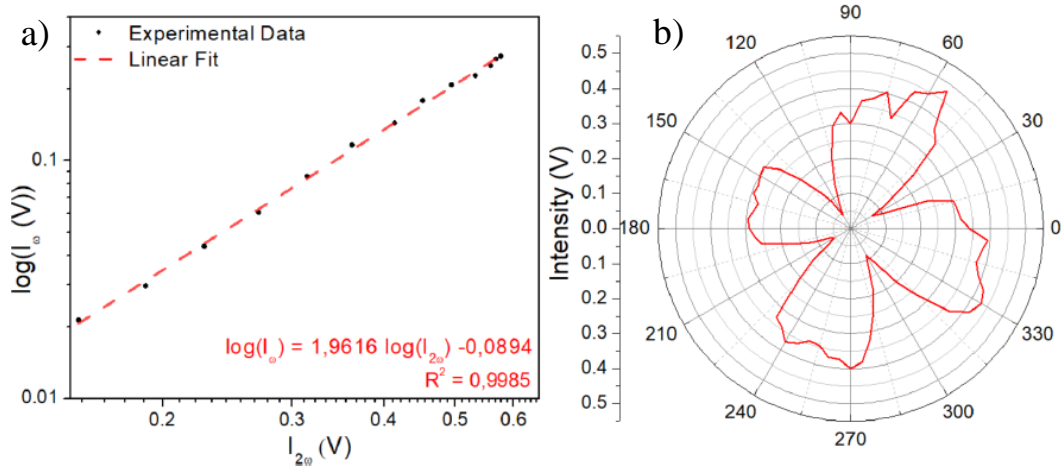 a)
Experimental Data
Linear Fit
log(I_ω (V))
0.1
0.01
log(I_ω) = 1,9616 log(I_2ω) -0,0894
R² = 0,9985
0.2 0.3 0.4 0.5 0.6
I_2ω (V)
b)
Intensity (V)
0.5
0.4
0.3
0.2
0.1
0.0
0.1
0.2
0.3
0.4
0.5
90
120 60
150 30
180 0
210 330
240 300
270